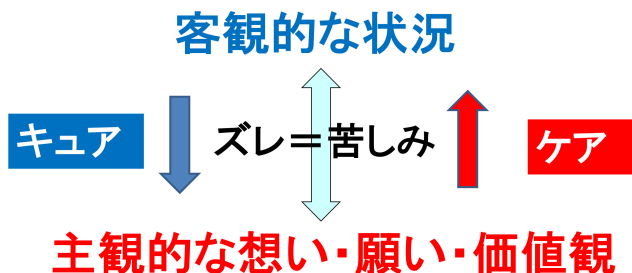 客観的な状況
キュア
ズレ＝苦しみ
ケア
主観的な想い・願い・価値観